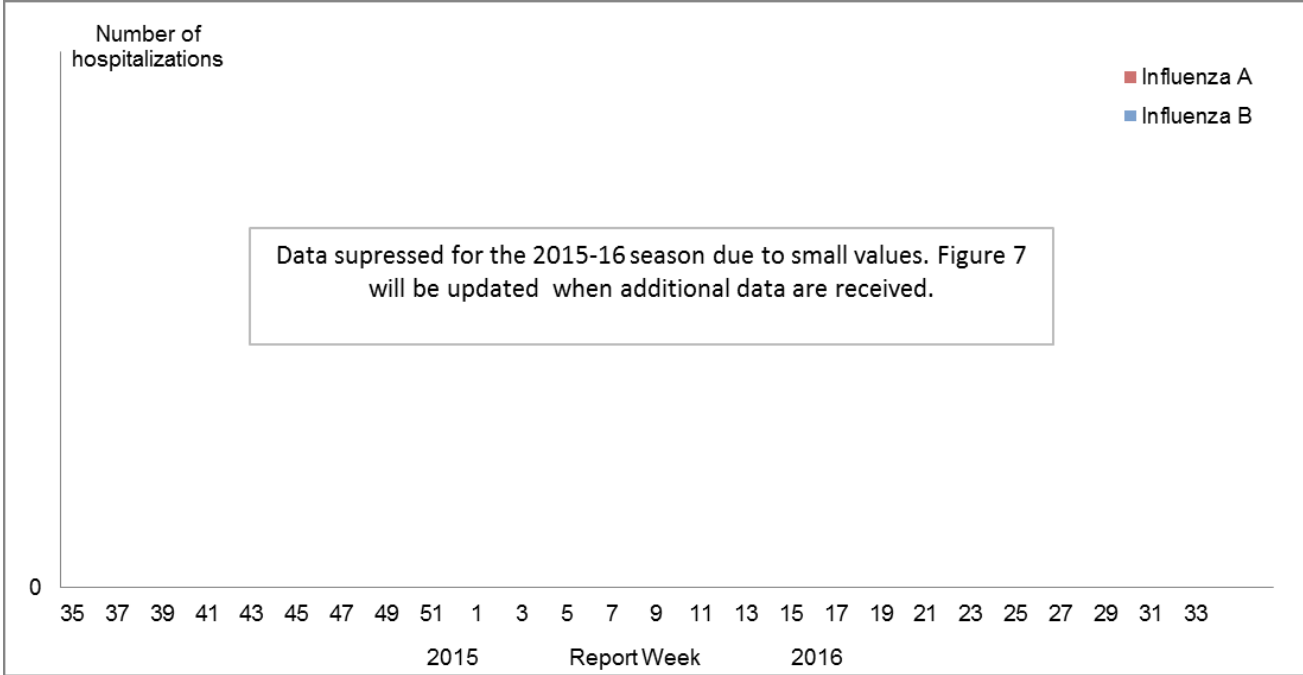 Number of
hospitalizations
Influenza A
Influenza B
Data supressed for the 2015-16 season due to small values. Figure 7
will be updated when additional data are received.
0
35 37 39 41 43 45 47 49 51 1 3 5 7 9 11 13 15 17 19 21 23 25 27 29 31 33
2015 Report Week 2016